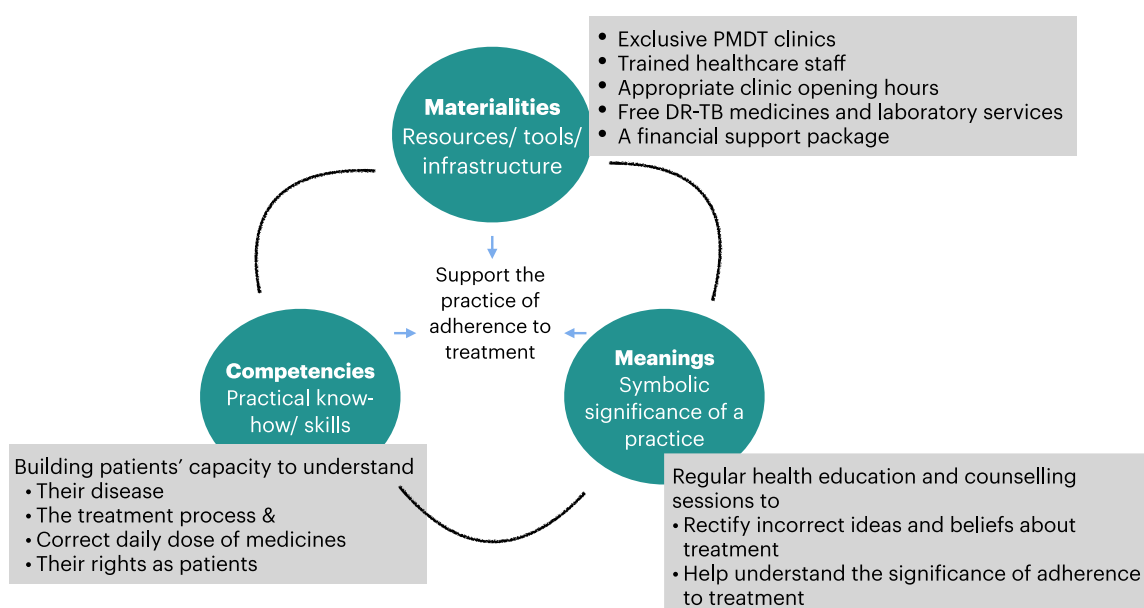 • Exclusive PMDT clinics
• Trained healthcare staff
• Appropriate clinic opening hours
• Free DR-TB medicines and laboratory services
• A financial support package
Materialities
Resources/ tools/
infrastructure
Support the
practice of
adherence to
treatment
Competencies
Practical know-
how/ skills
Meanings
Symbolic
significance of a
practice
Building patients’ capacity to understand
• Their disease
• The treatment process &
• Correct daily dose of medicines
• Their rights as patients
Regular health education and counselling
sessions to
• Rectify incorrect ideas and beliefs about
treatment
• Help understand the significance of adherence
to treatment